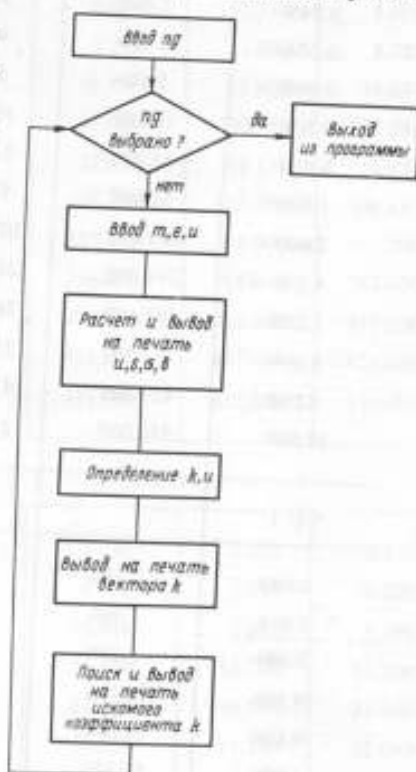 Ввод ng
ng
выбрано ?
да
Выход
из программы
нет
Ввод m, e, u
Расчет и вывод
на печать
Определение k, u
Вывод на печать
вектора k
Поиск и вывод
на печать
искомого
коэффициента k